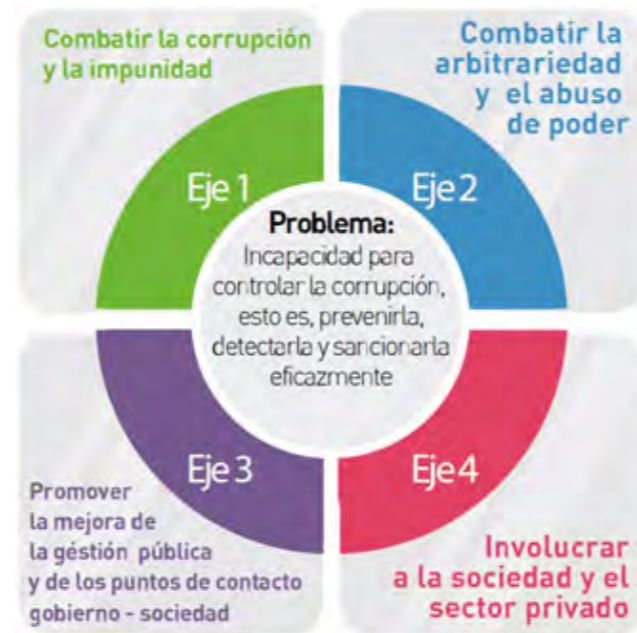 Combatir la corrupción
y la impunidad
Combatir la
arbitrariedad
y el abuso
de poder
Eje 1
Eje 2
Problema:
Incapacidad para
controlar la corrupción,
esto es, prevenirla,
detectarla y sancionarla
eficazmente
Eje 3
Eje 4
Promover
la mejora de
la géstión pública
y de los puntos de contacto
gobierno - sociedad
Involucrar
a la sociedad y el
sector privado